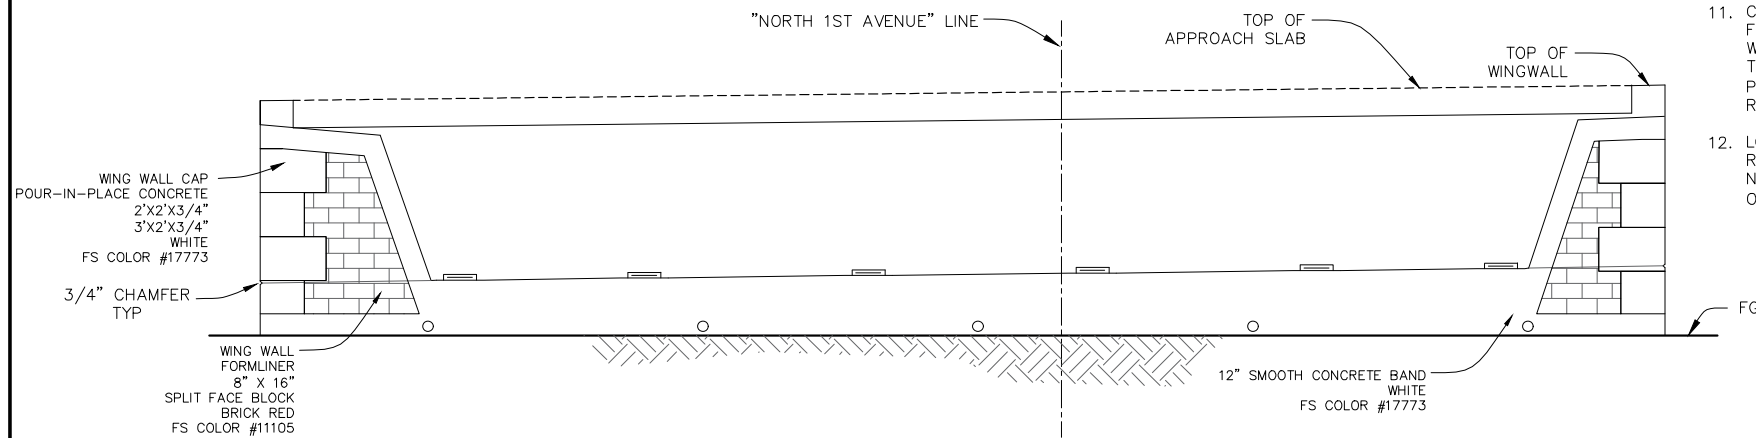 "NORTH 1ST AVENUE" LINE
TOP OF
APPROACH SLAB
TOP OF
WINGWALL
11. C
F
W
T
P
R
12. L
R
N
O
WING WALL CAP
POUR-IN-PLACE CONCRETE
2'X2'X3/4"
3'X2'X3/4"
WHITE
FS COLOR #17773
3/4" CHAMFER
TYP
FG
WING WALL
FORMLINER
8" X 16"
SPLIT FACE BLOCK
BRICK RED
FS COLOR #11105
12" SMOOTH CONCRETE BAND
WHITE
FS COLOR #17773